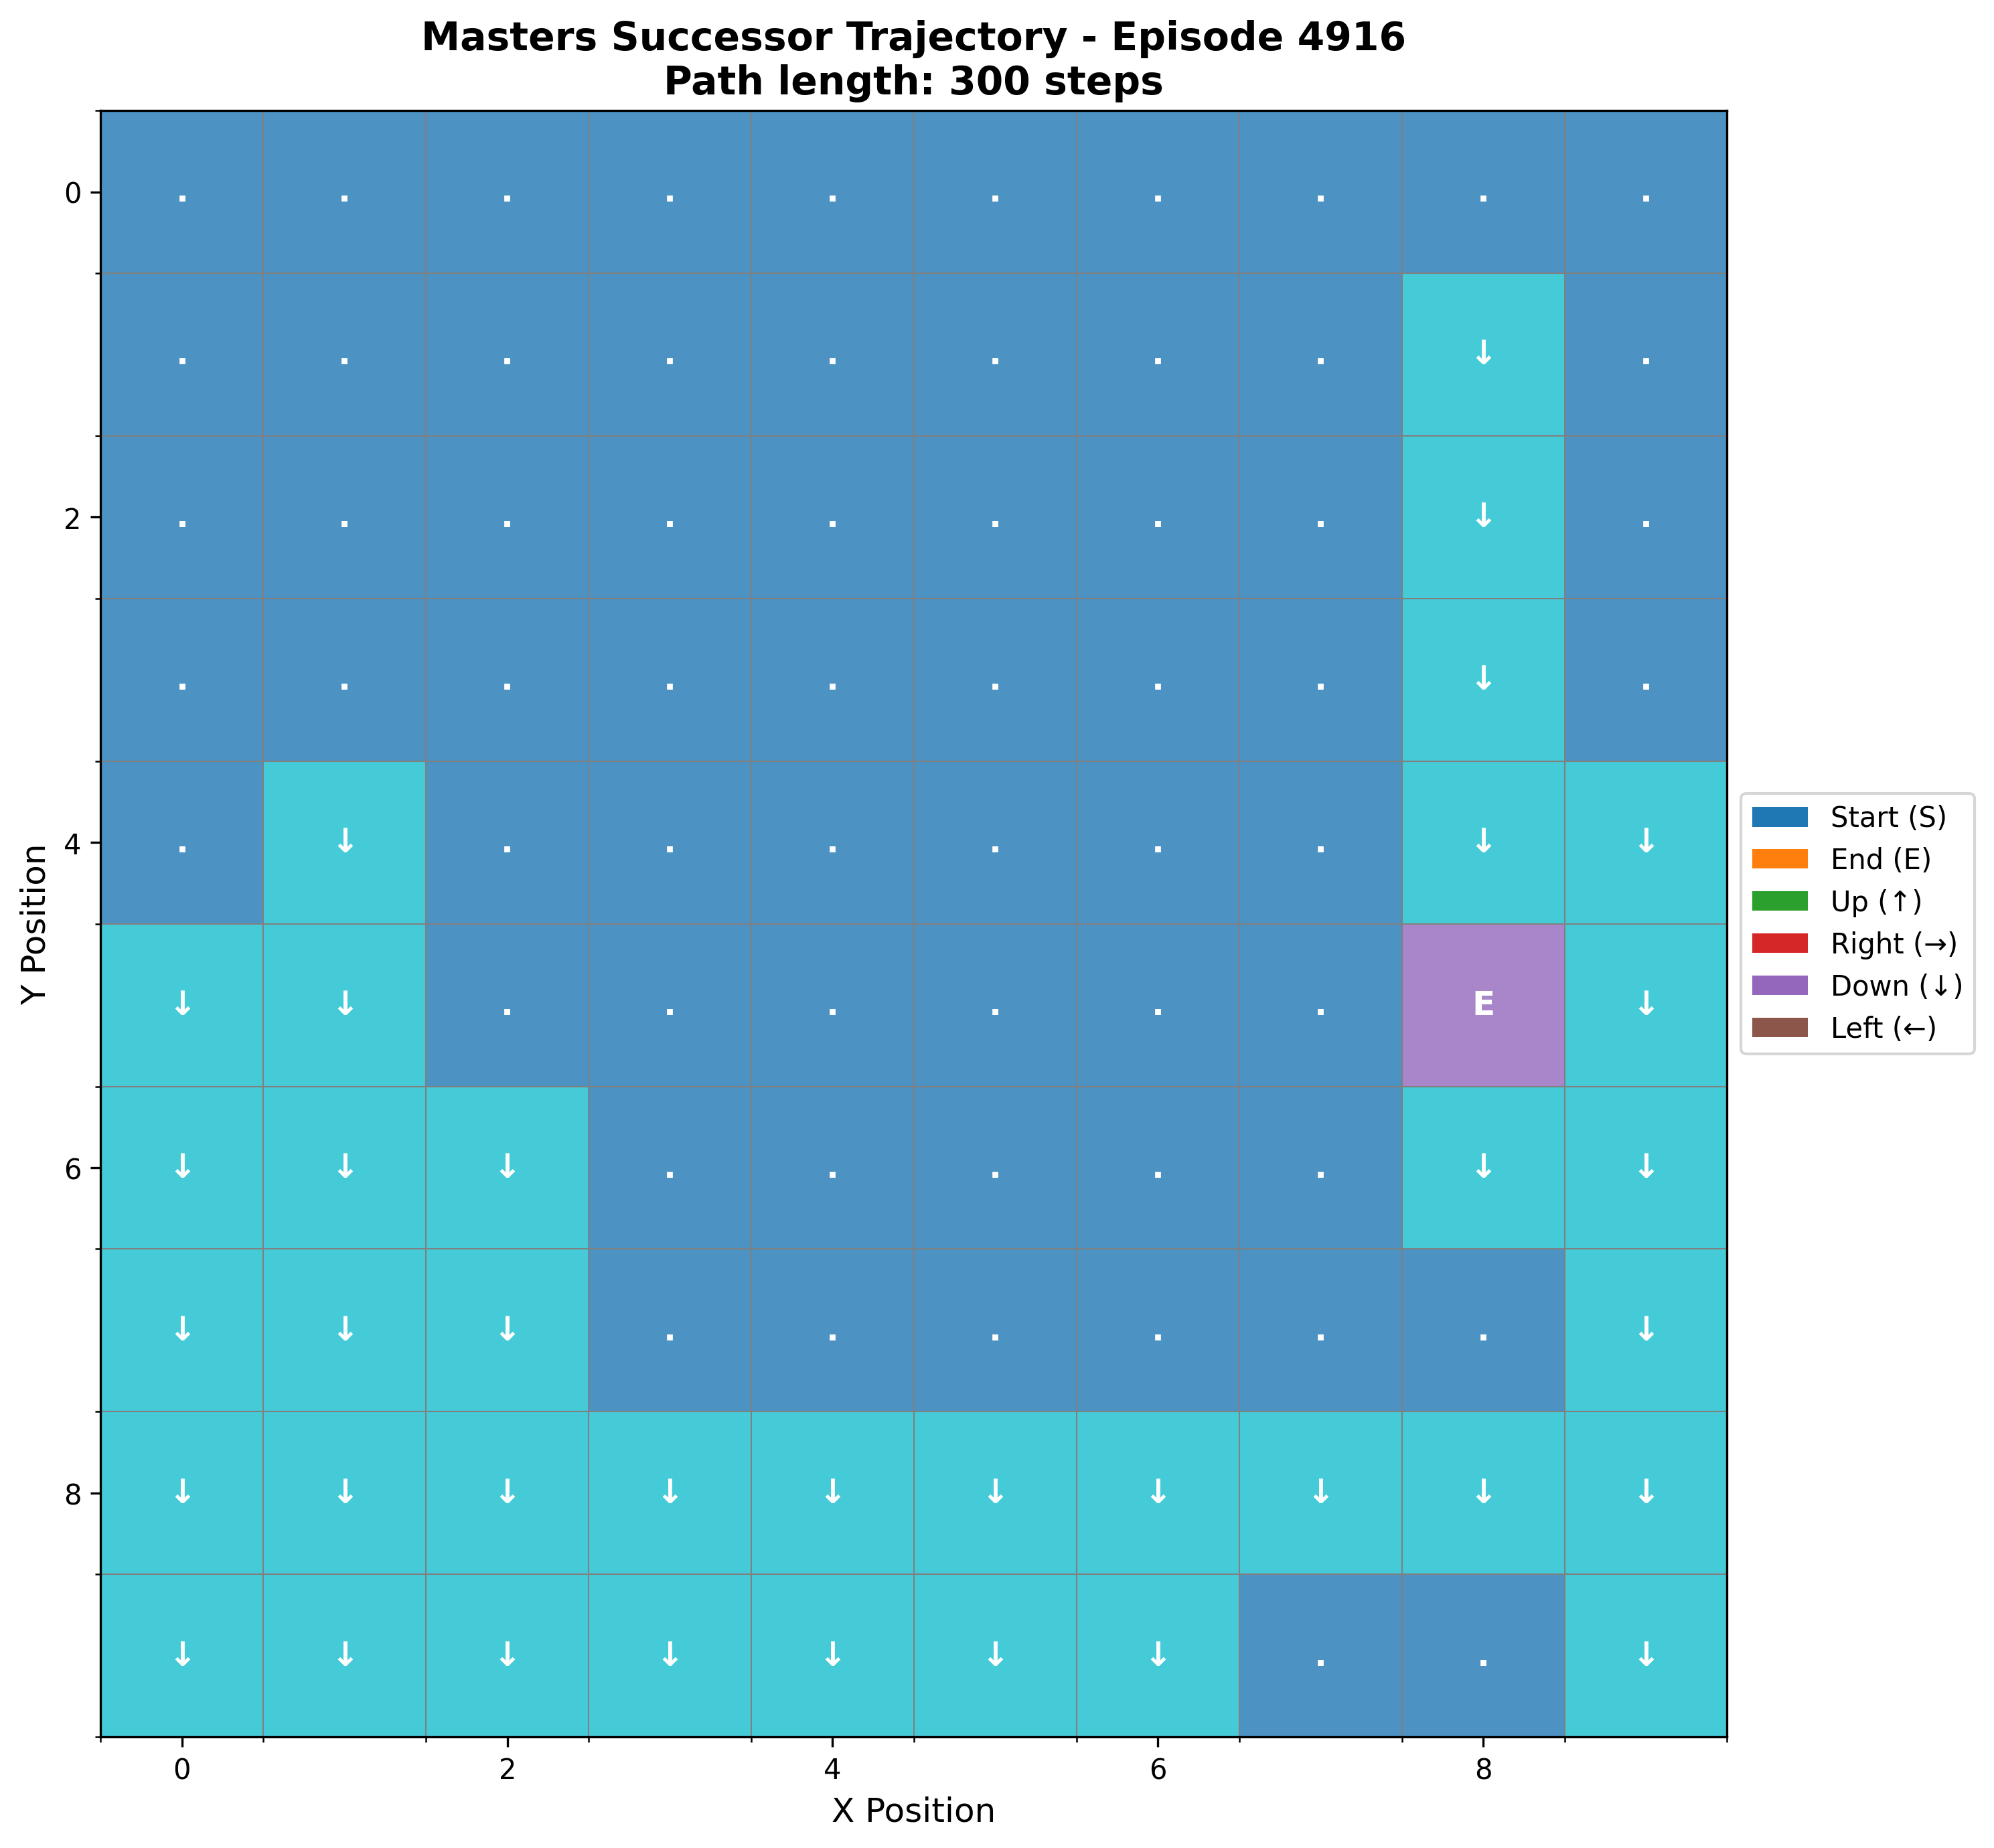 Masters Successor Trajectory - Episode 4916
Path length: 300 steps
0 . . . . . . . . . .
. . . . . . . . ↓ .
2 . . . . . . . . ↓ .
. . . . . . . . ↓ .
4 . ↓ . . . . . . ↓ ↓
↓ ↓ . . . . . . E ↓
6 ↓ ↓ ↓ . . . . . ↓ ↓
↓ ↓ ↓ . . . . . . ↓
8 ↓ ↓ ↓ ↓ ↓ ↓ ↓ ↓ ↓ ↓
↓ ↓ ↓ ↓ ↓ ↓ ↓ . . ↓
0 2 4 6 8
X Position
Y Position
Start (S)
End (E)
Up (↑)
Right (→)
Down (↓)
Left (←)